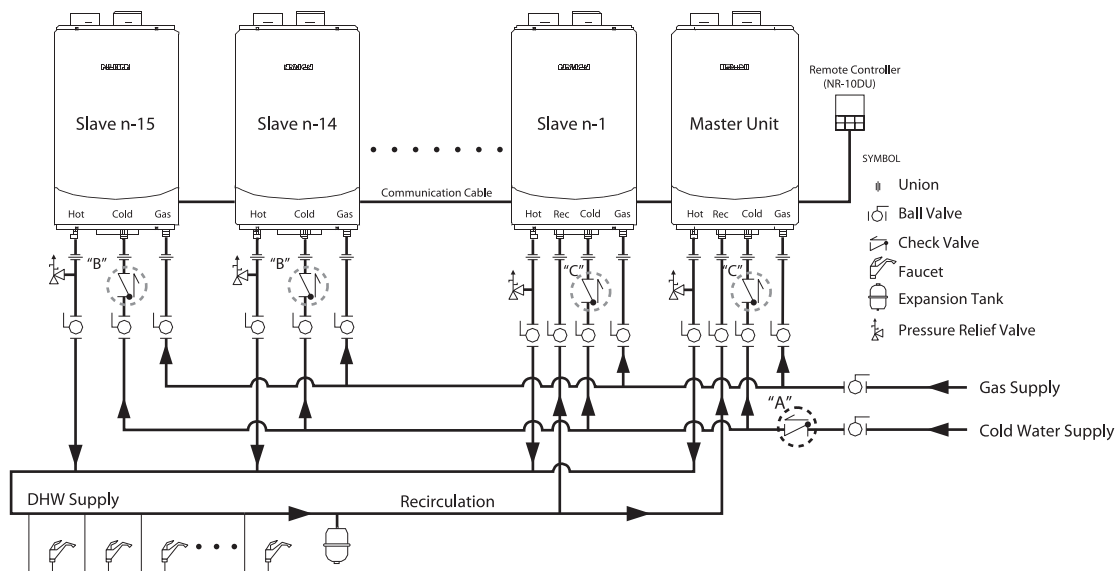 Slave n-15
Slave n-14
Slave n-1
Master Unit
Remote Controller
(NR-10DU)
Communication Cable
Hot Cold Gas
Hot Cold Gas
Hot Rec Cold Gas
Hot Rec Cold Gas
SYMBOL
Union
Ball Valve
Check Valve
Faucet
Expansion Tank
Pressure Relief Valve
"B"
"B"
"C"
"C"
Gas Supply
"A"
Cold Water Supply
DHW Supply
Recirculation